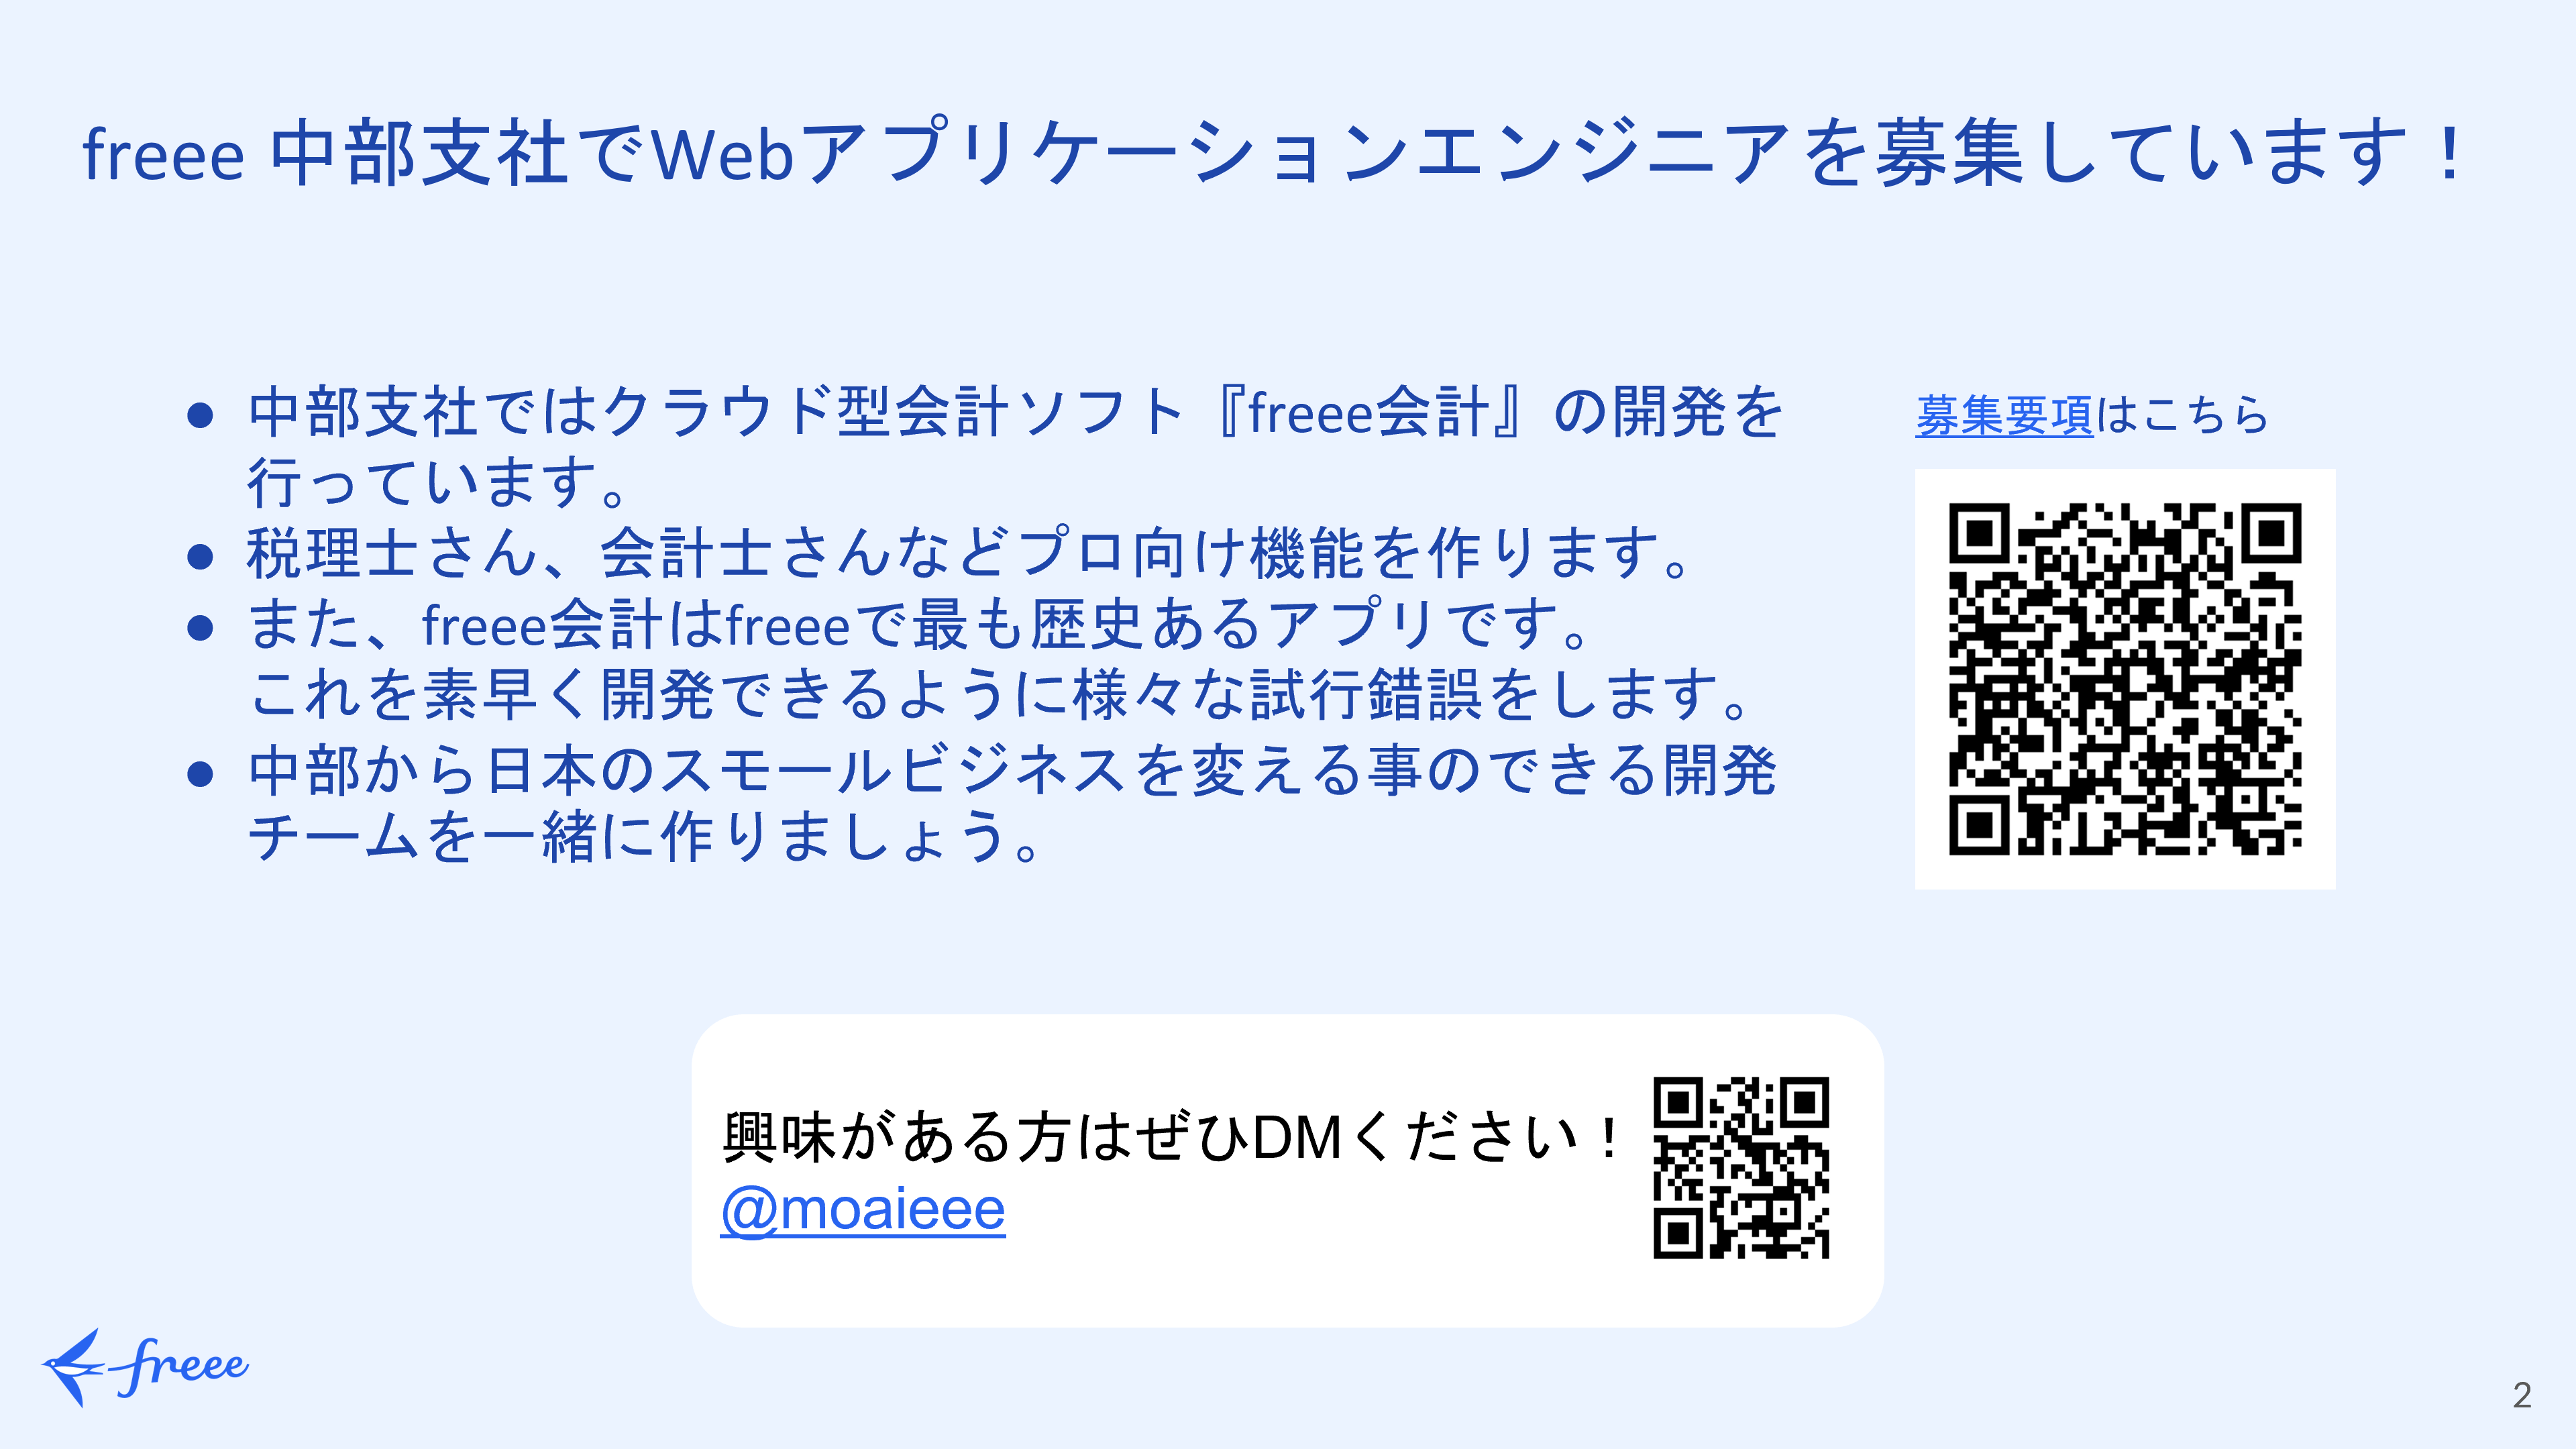 freee 中部支社でWebアプリケーションエンジニアを募集しています！
● 中部支社ではクラウド型会計ソフト『freee会計』の開発を
行っています。
● 税理士さん、会計士さんなどプロ向け機能を作ります。
● また、freee会計はfreeeで最も歴史あるアプリです。
これを素早く開発できるように様々な試行錯誤をします。
● 中部から日本のスモールビジネスを変える事のできる開発
チームを一緒に作りましょう。
募集要項はこちら
興味がある方はぜひDMください！
@moaieee
freee
2